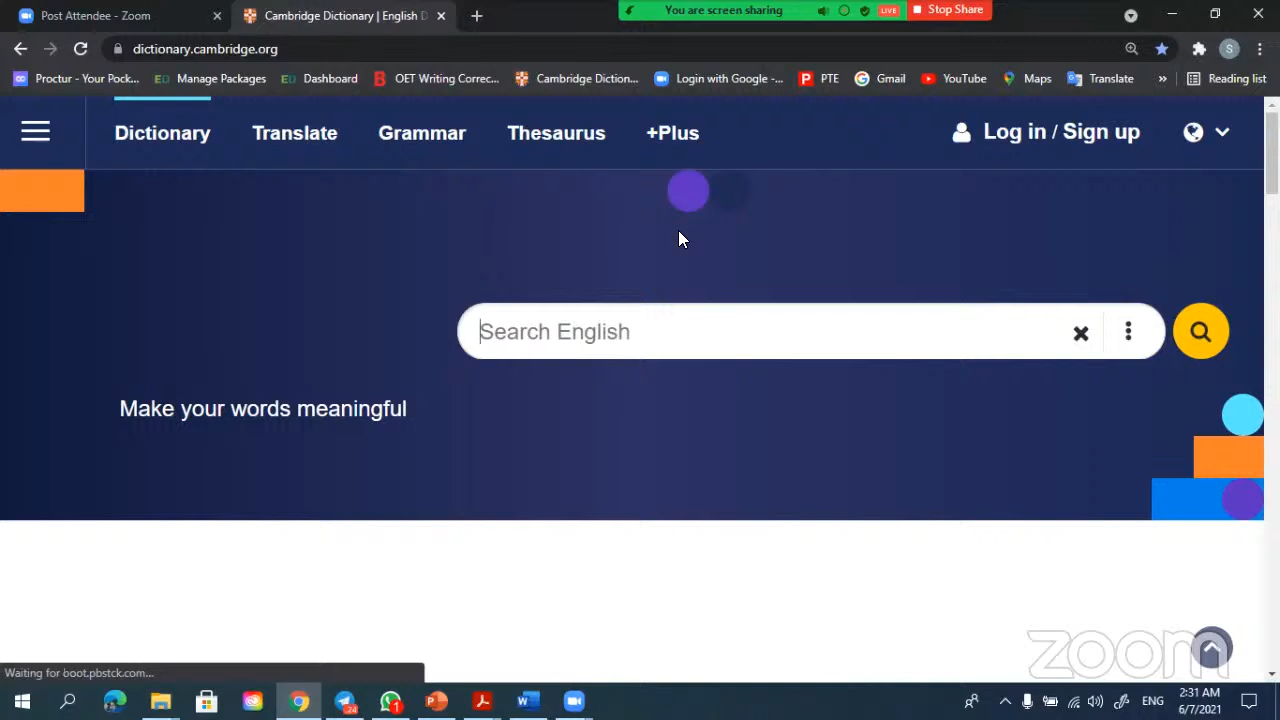 Post Attendee - Zoom
Cambridge Dictionary | English D
You are screen sharing
LIVE
Stop Share
dictionary.cambridge.org
S
Proctur - Your Pock...
Manage Packages
Dashboard
OET Writing Correc...
Cambridge Diction...
Login with Google -...
PTE
Gmail
YouTube
Maps
Translate
Reading list
Dictionary
Translate
Grammar
Thesaurus
+Plus
Log in / Sign up
Search English
Make your words meaningful
zoom
Waiting for boot.pbstck.com...
24
1
ENG
2:31 AM
6/7/2021